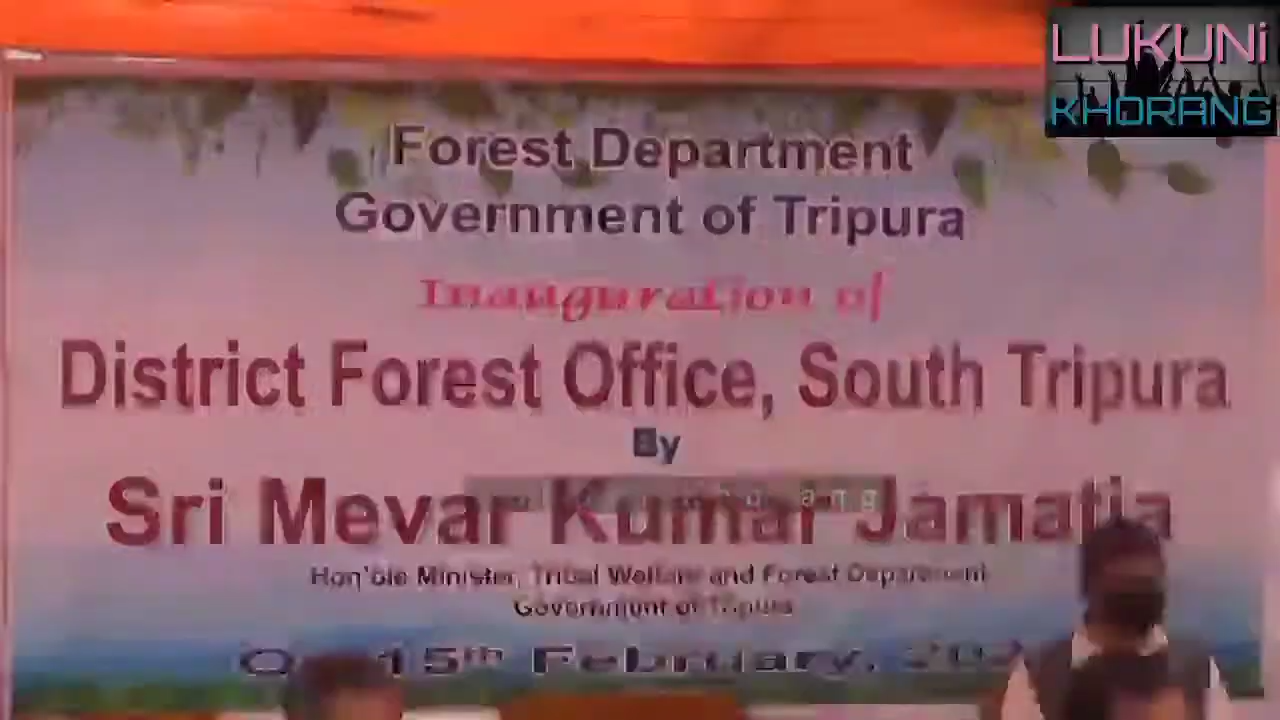 LUKUNi
KHORANG
Forest Department
Government of Tripura
Inauguration of
District Forest Office, South Tripura
By
Sri Mevar Kumar Jamatia
Hon'ble Minister, Tribal Welfare and Forest Department
Government of Tripura
15th February,